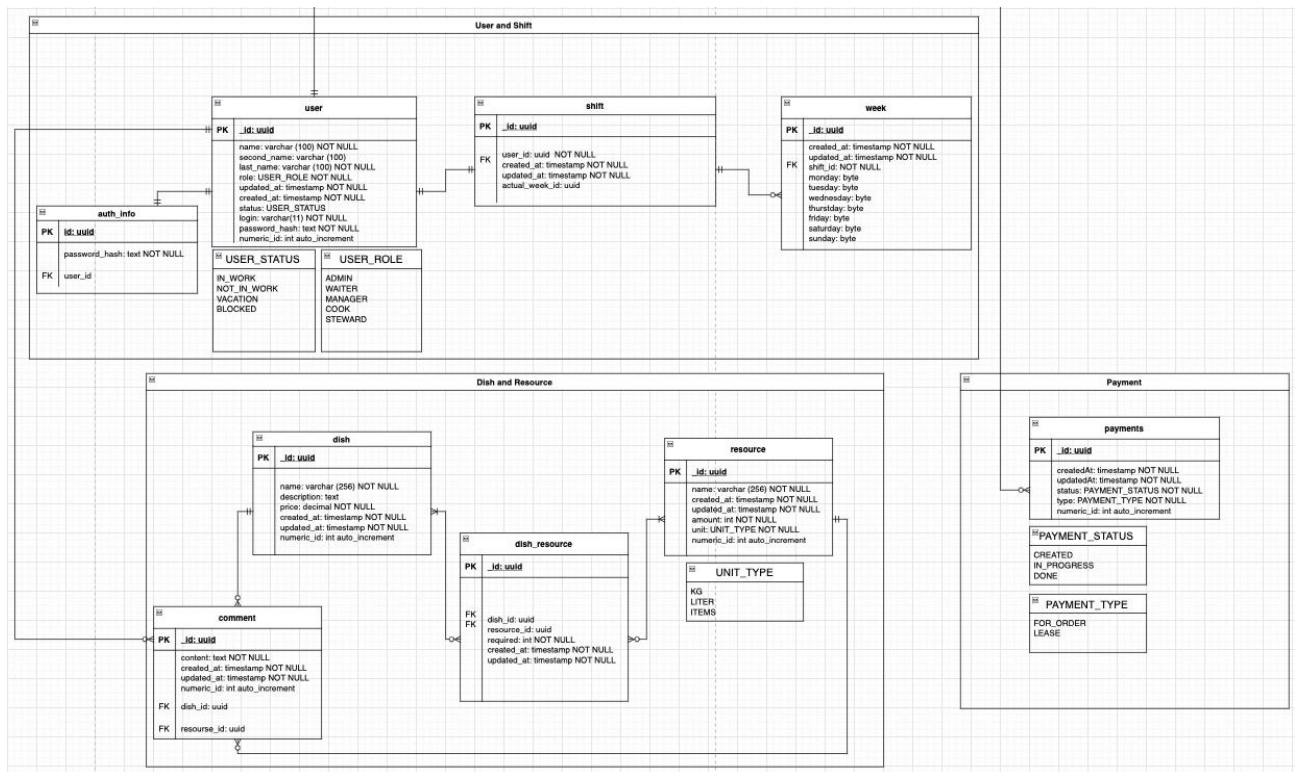 User and Shift
user
PK
_id: uuid
name: varchar (100) NOT NULL
second_name: varchar (100)
last_name: varchar (100) NOT NULL
role: USER_ROLE NOT NULL
updated_at: timestamp NOT NULL
created_at: timestamp NOT NULL
status: USER_STATUS
login: varchar(11) NOT NULL
password_hash: text NOT NULL
numeric_id: int auto_increment
shift
PK
_id: uuid
FK
user_id: uuid NOT NULL
created_at: timestamp NOT NULL
updated_at: timestamp NOT NULL
actual_week_id: uuid
week
PK
_id: uuid
FK
created_at: timestamp NOT NULL
updated_at: timestamp NOT NULL
shift_id: NOT NULL
monday: byte
tuesday: byte
wednesday: byte
thurstday: byte
friday: byte
saturday: byte
sunday: byte
auth_info
PK
id: uuid
password_hash: text NOT NULL
FK
user_id
USER_STATUS
IN_WORK
NOT_IN_WORK
VACATION
BLOCKED
USER_ROLE
ADMIN
WAITER
MANAGER
COOK
STEWARD
Dish and Resource
dish
PK
_id: uuid
name: varchar (256) NOT NULL
description: text
price: decimal NOT NULL
created_at: timestamp NOT NULL
updated_at: timestamp NOT NULL
numeric_id: int auto_increment
resource
PK
_id: uuid
name: varchar (256) NOT NULL
created_at: timestamp NOT NULL
updated_at: timestamp NOT NULL
amount: int NOT NULL
unit: UNIT_TYPE NOT NULL
numeric_id: int auto_increment
dish_resource
PK
_id: uuid
FK
FK
dish_id: uuid
resource_id: uuid
required: int NOT NULL
created_at: timestamp NOT NULL
updated_at: timestamp NOT NULL
UNIT_TYPE
KG
LITER
ITEMS
comment
PK
_id: uuid
content: text NOT NULL
created_at: timestamp NOT NULL
updated_at: timestamp NOT NULL
numeric_id: int auto_increment
FK
dish_id: uuid
FK
resourse_id: uuid
Payment
payments
PK
_id: uuid
createdAt: timestamp NOT NULL
updatedAt: timestamp NOT NULL
status: PAYMENT_STATUS NOT NULL
type: PAYMENT_TYPE NOT NULL
numeric_id: int auto_increment
PAYMENT_STATUS
CREATED
IN_PROGRESS
DONE
PAYMENT_TYPE
FOR_ORDER
LEASE